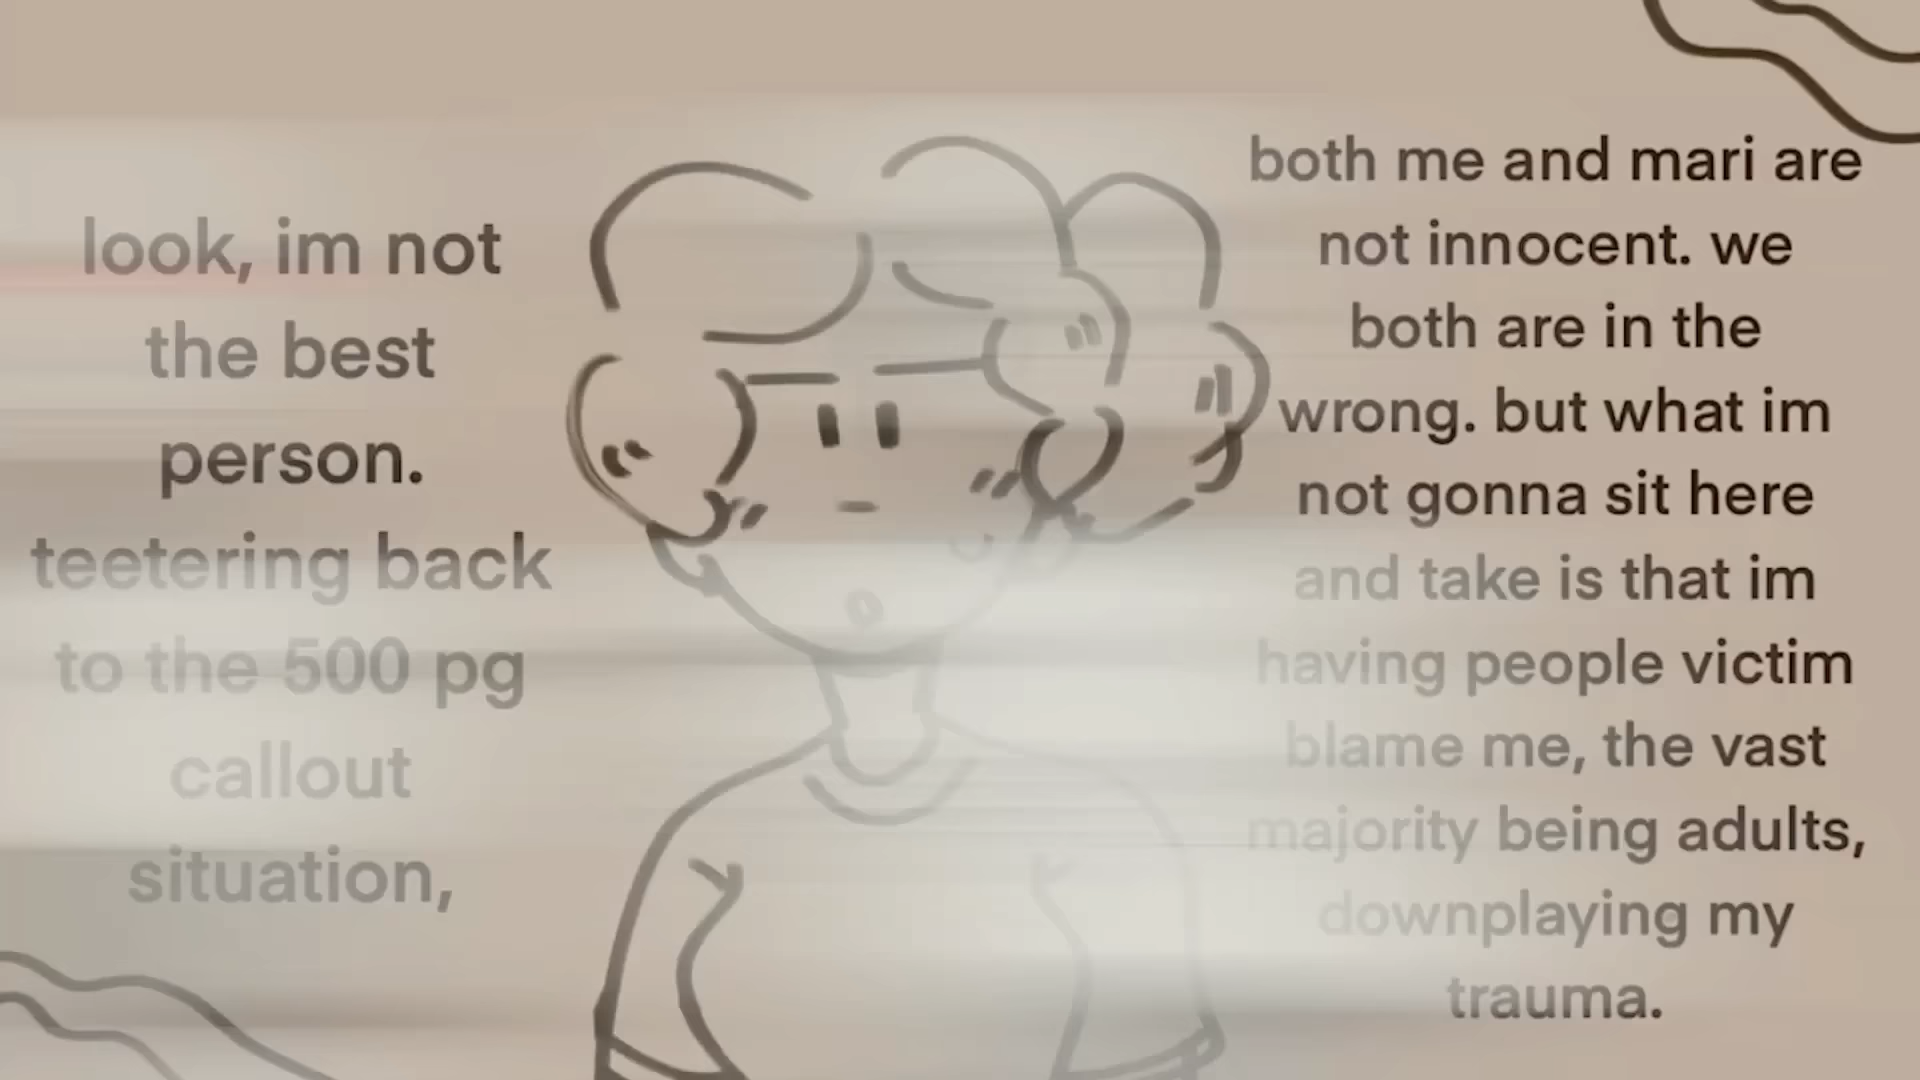 look, im not
the best
person.
teetering back
to the 500 pg
callout
situation,
both me and mari are
not innocent. we
both are in the
wrong. but what im
not gonna sit here
and take is that im
having people victim
blame me, the vast
majority being adults,
downplaying my
trauma.